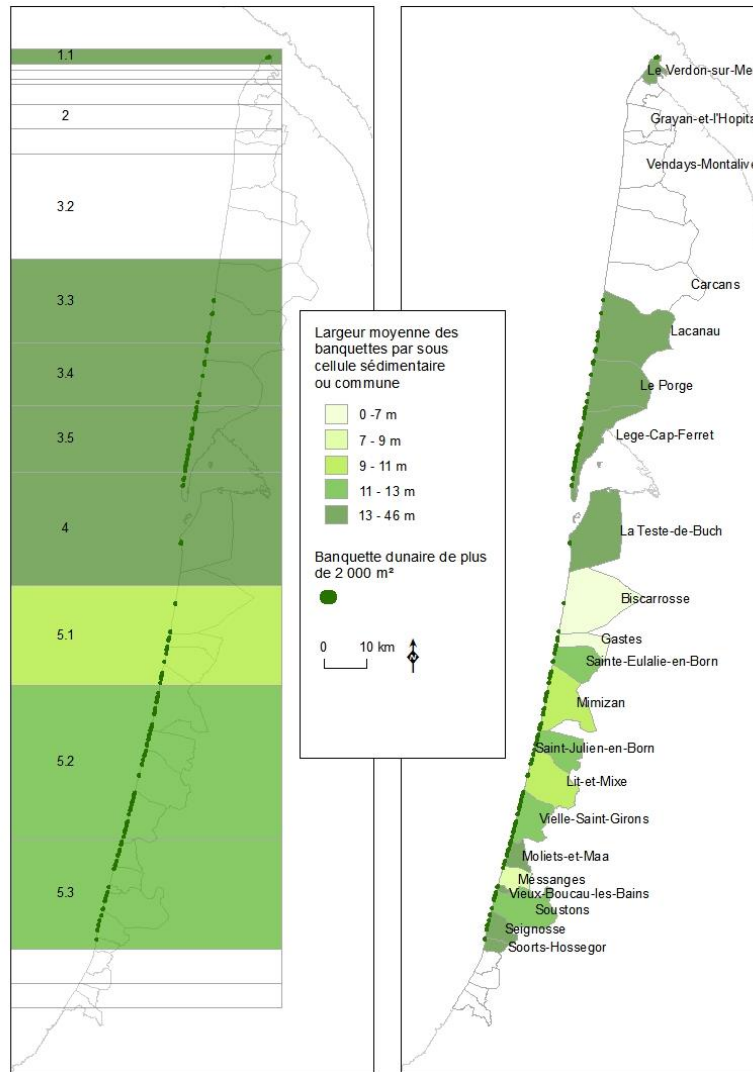 1.1
2
3.2
3.3
3.4
3.5
4
5.1
5.2
5.3
Largeur moyenne des
banquettes par sous
cellule sédimentaire
ou commune
0 -7 m
7 - 9 m
9 - 11 m
11 - 13 m
13 - 46 m
Banquette dunaire de plus
de 2 000 m²
0 10 km
N
Le Verdon-sur-Me
Grayan-et-l'Hopita
Vendays-Montalive
Carcans
Lacanau
Le Porge
Lege-Cap-Ferret
La Teste-de-Buch
Biscarrosse
Gastes
Sainte-Eulalie-en-Born
Mimizan
Saint-Julien-en-Born
Lit-et-Mixe
Vielle-Saint-Girons
Moliets-et-Maa
Messanges
Vieux-Boucau-les-Bains
Soustons
Seignosse
Soorts-Hossegor